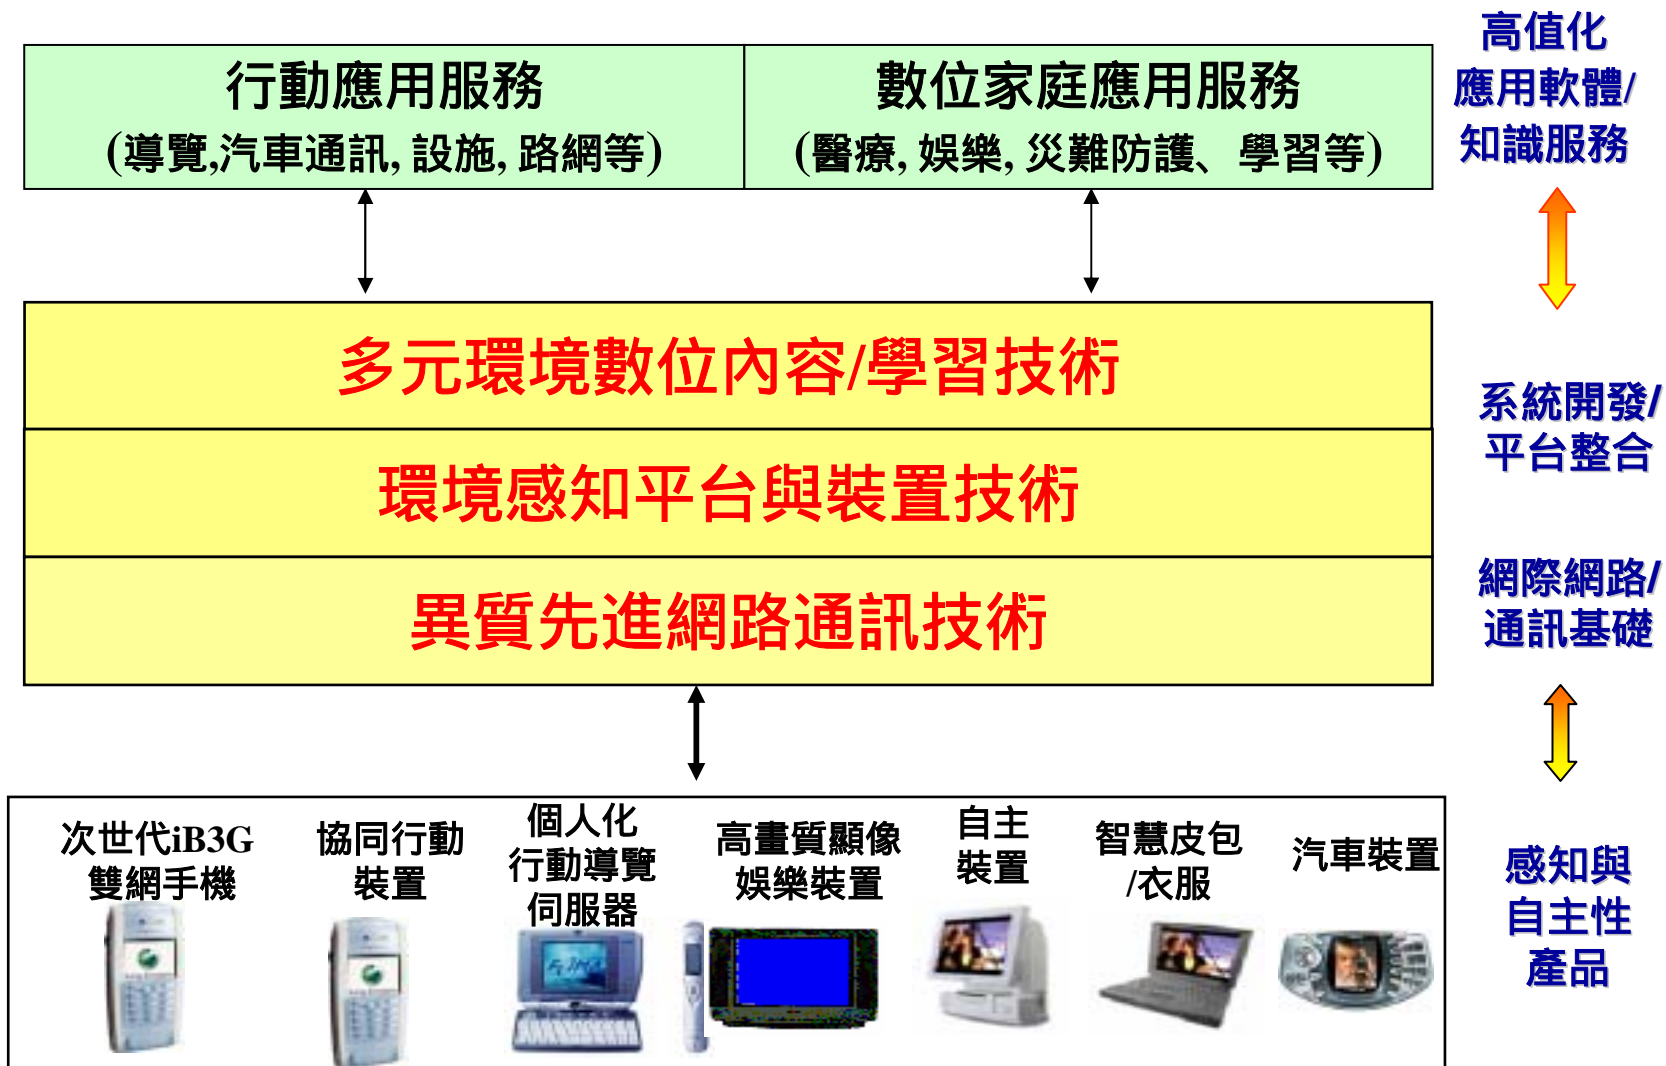 高值化
應用軟體/
知識服務
行動應用服務
(導覽,汽車通訊, 設施, 路網等)
數位家庭應用服務
(醫療, 娛樂, 災難防護、學習等)
多元環境數位內容/學習技術
系統開發/
平台整合
環境感知平台與裝置技術
網際網路/
通訊基礎
異質先進網路通訊技術
次世代iB3G
雙網手機
協同行動
裝置
個人化
行動導覽
伺服器
高畫質顯像
娛樂裝置
自主
裝置
智慧皮包
/衣服
汽車裝置
感知與
自主性
產品